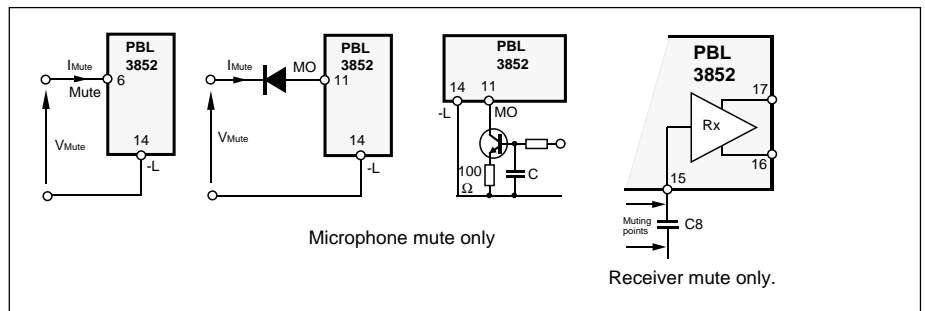 PBL
3852
IMute
6
Mute
VMute
14
-L
PBL
3852
IMute
MO
11
VMute
14
-L
PBL
3852
14
11
-L
MO
100
Ω
C
Microphone mute only
PBL
3852
17
Rx
16
15
Muting
points
C8
Receiver mute only.